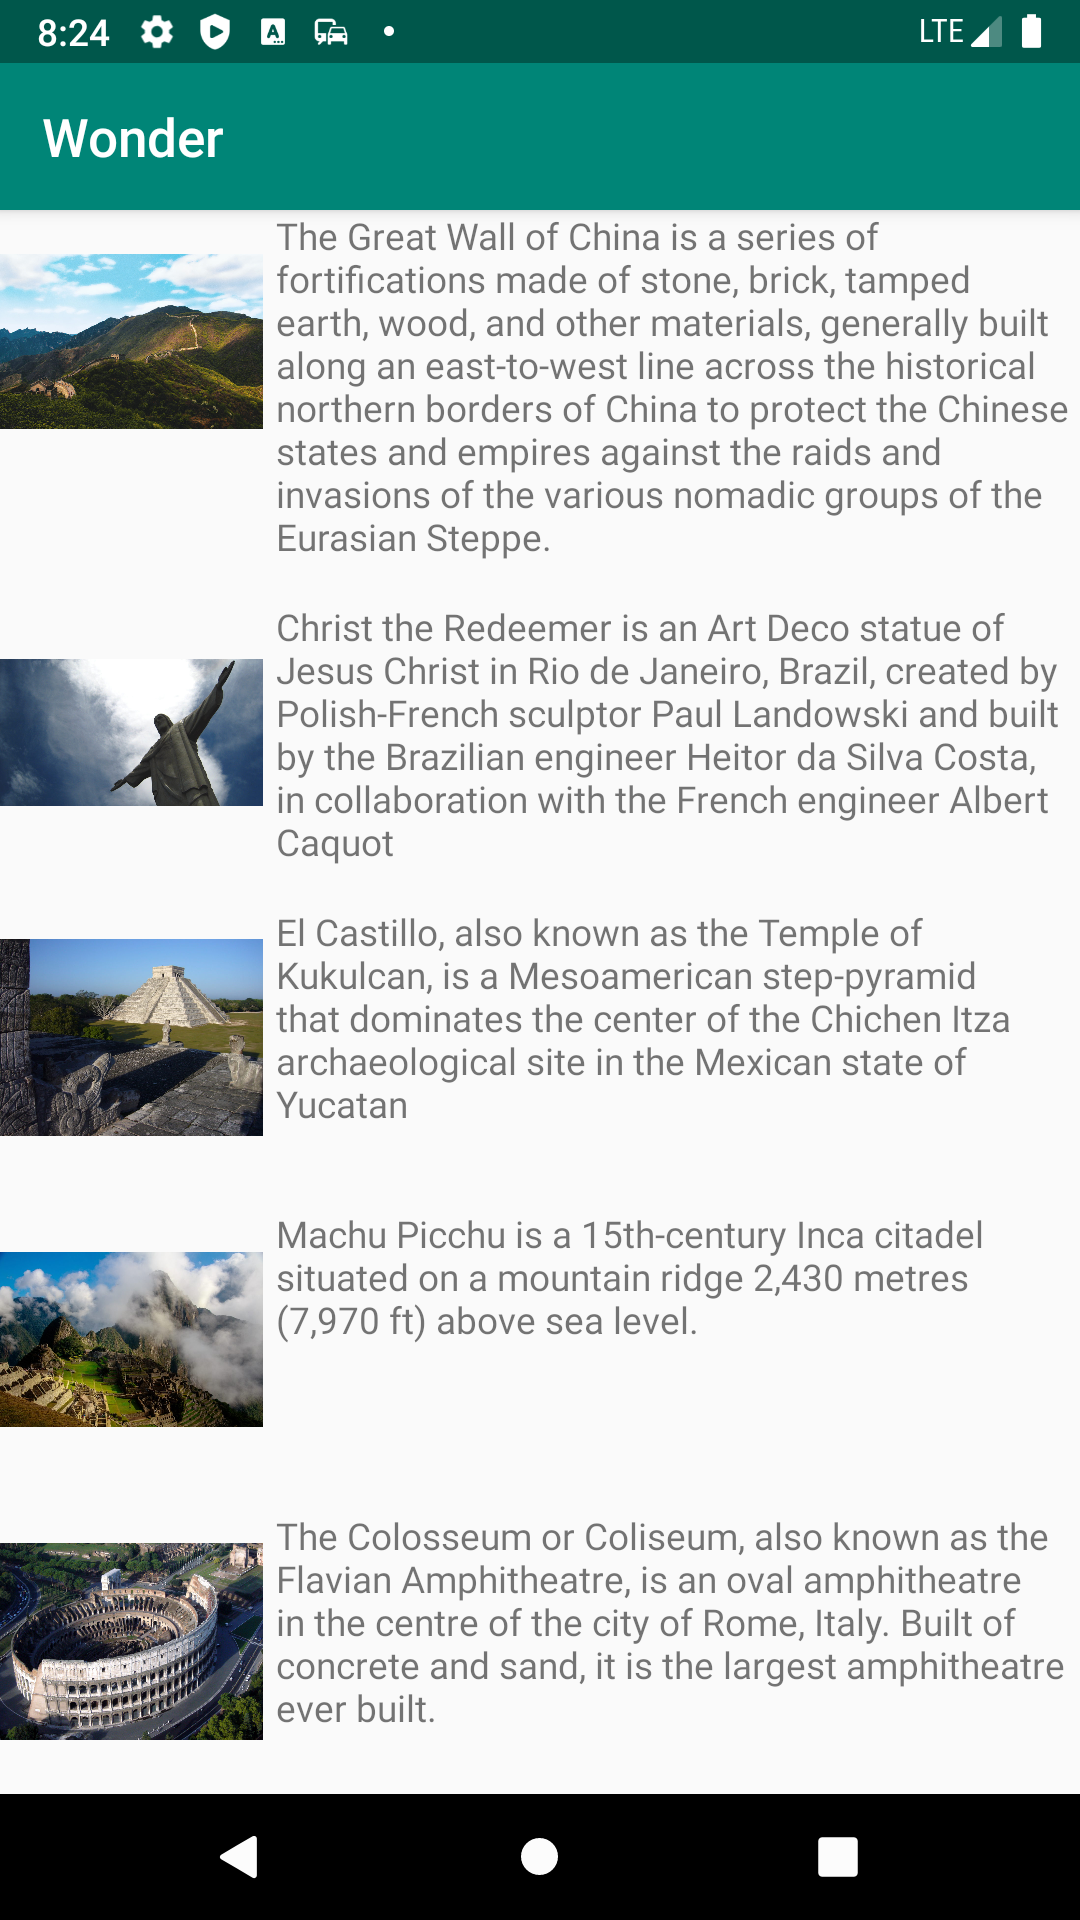 8:24
LTE
Wonder
The Great Wall of China is a series of
fortifications made of stone, brick, tamped
earth, wood, and other materials, generally built
along an east-to-west line across the historical
northern borders of China to protect the Chinese
states and empires against the raids and
invasions of the various nomadic groups of the
Eurasian Steppe.
Christ the Redeemer is an Art Deco statue of
Jesus Christ in Rio de Janeiro, Brazil, created by
Polish-French sculptor Paul Landowski and built
by the Brazilian engineer Heitor da Silva Costa,
in collaboration with the French engineer Albert
Caquot
El Castillo, also known as the Temple of
Kukulcan, is a Mesoamerican step-pyramid
that dominates the center of the Chichen Itza
archaeological site in the Mexican state of
Yucatan
Machu Picchu is a 15th-century Inca citadel
situated on a mountain ridge 2,430 metres
(7,970 ft) above sea level.
The Colosseum or Coliseum, also known as the
Flavian Amphitheatre, is an oval amphitheatre
in the centre of the city of Rome, Italy. Built of
concrete and sand, it is the largest amphitheatre
ever built.